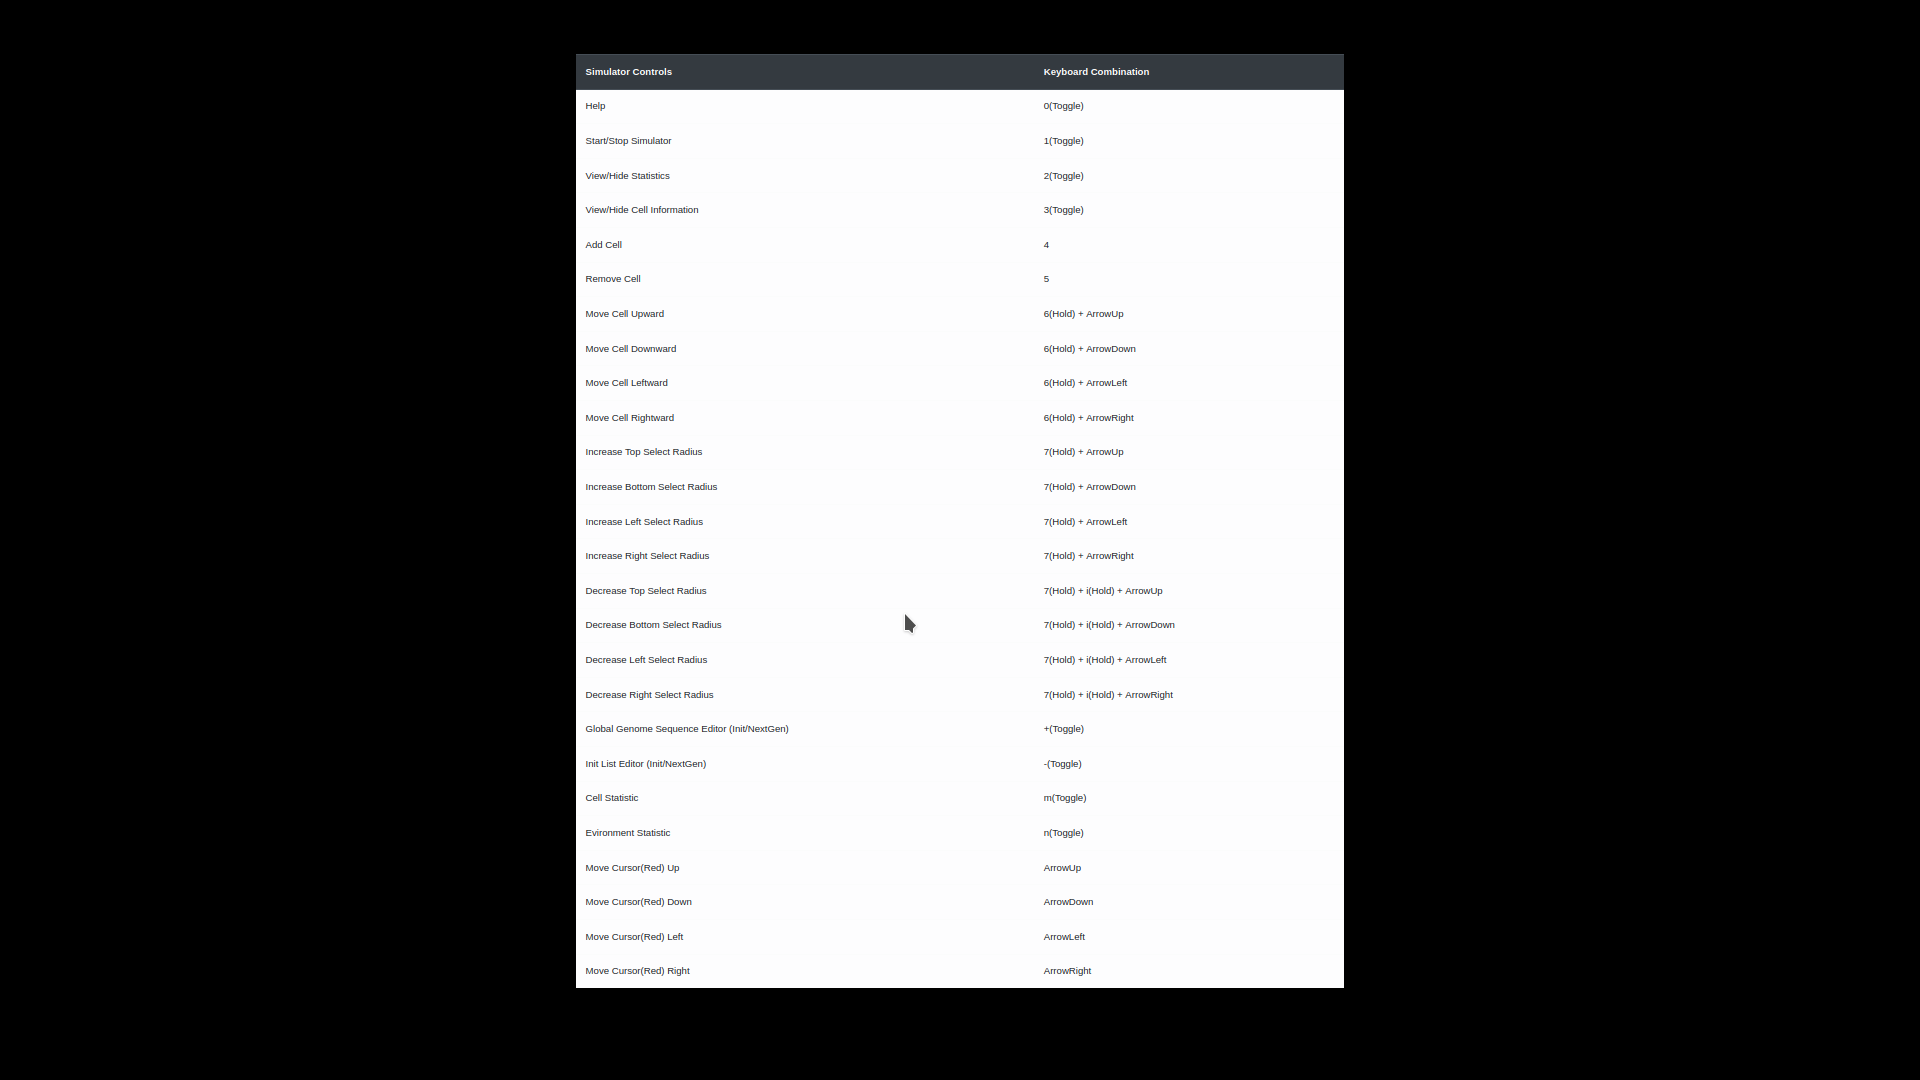 Simulator Controls Keyboard Combination
Help 0(Toggle)
Start/Stop Simulator 1(Toggle)
View/Hide Statistics 2(Toggle)
View/Hide Cell Information 3(Toggle)
Add Cell 4
Remove Cell 5
Move Cell Upward 6(Hold) + ArrowUp
Move Cell Downward 6(Hold) + ArrowDown
Move Cell Leftward 6(Hold) + ArrowLeft
Move Cell Rightward 6(Hold) + ArrowRight
Increase Top Select Radius 7(Hold) + ArrowUp
Increase Bottom Select Radius 7(Hold) + ArrowDown
Increase Left Select Radius 7(Hold) + ArrowLeft
Increase Right Select Radius 7(Hold) + ArrowRight
Decrease Top Select Radius 7(Hold) + i(Hold) + ArrowUp
Decrease Bottom Select Radius 7(Hold) + i(Hold) + ArrowDown
Decrease Left Select Radius 7(Hold) + i(Hold) + ArrowLeft
Decrease Right Select Radius 7(Hold) + i(Hold) + ArrowRight
Global Genome Sequence Editor (Init/NextGen) +(Toggle)
Init List Editor (Init/NextGen) -(Toggle)
Cell Statistic m(Toggle)
Evironment Statistic n(Toggle)
Move Cursor(Red) Up ArrowUp
Move Cursor(Red) Down ArrowDown
Move Cursor(Red) Left ArrowLeft
Move Cursor(Red) Right ArrowRight